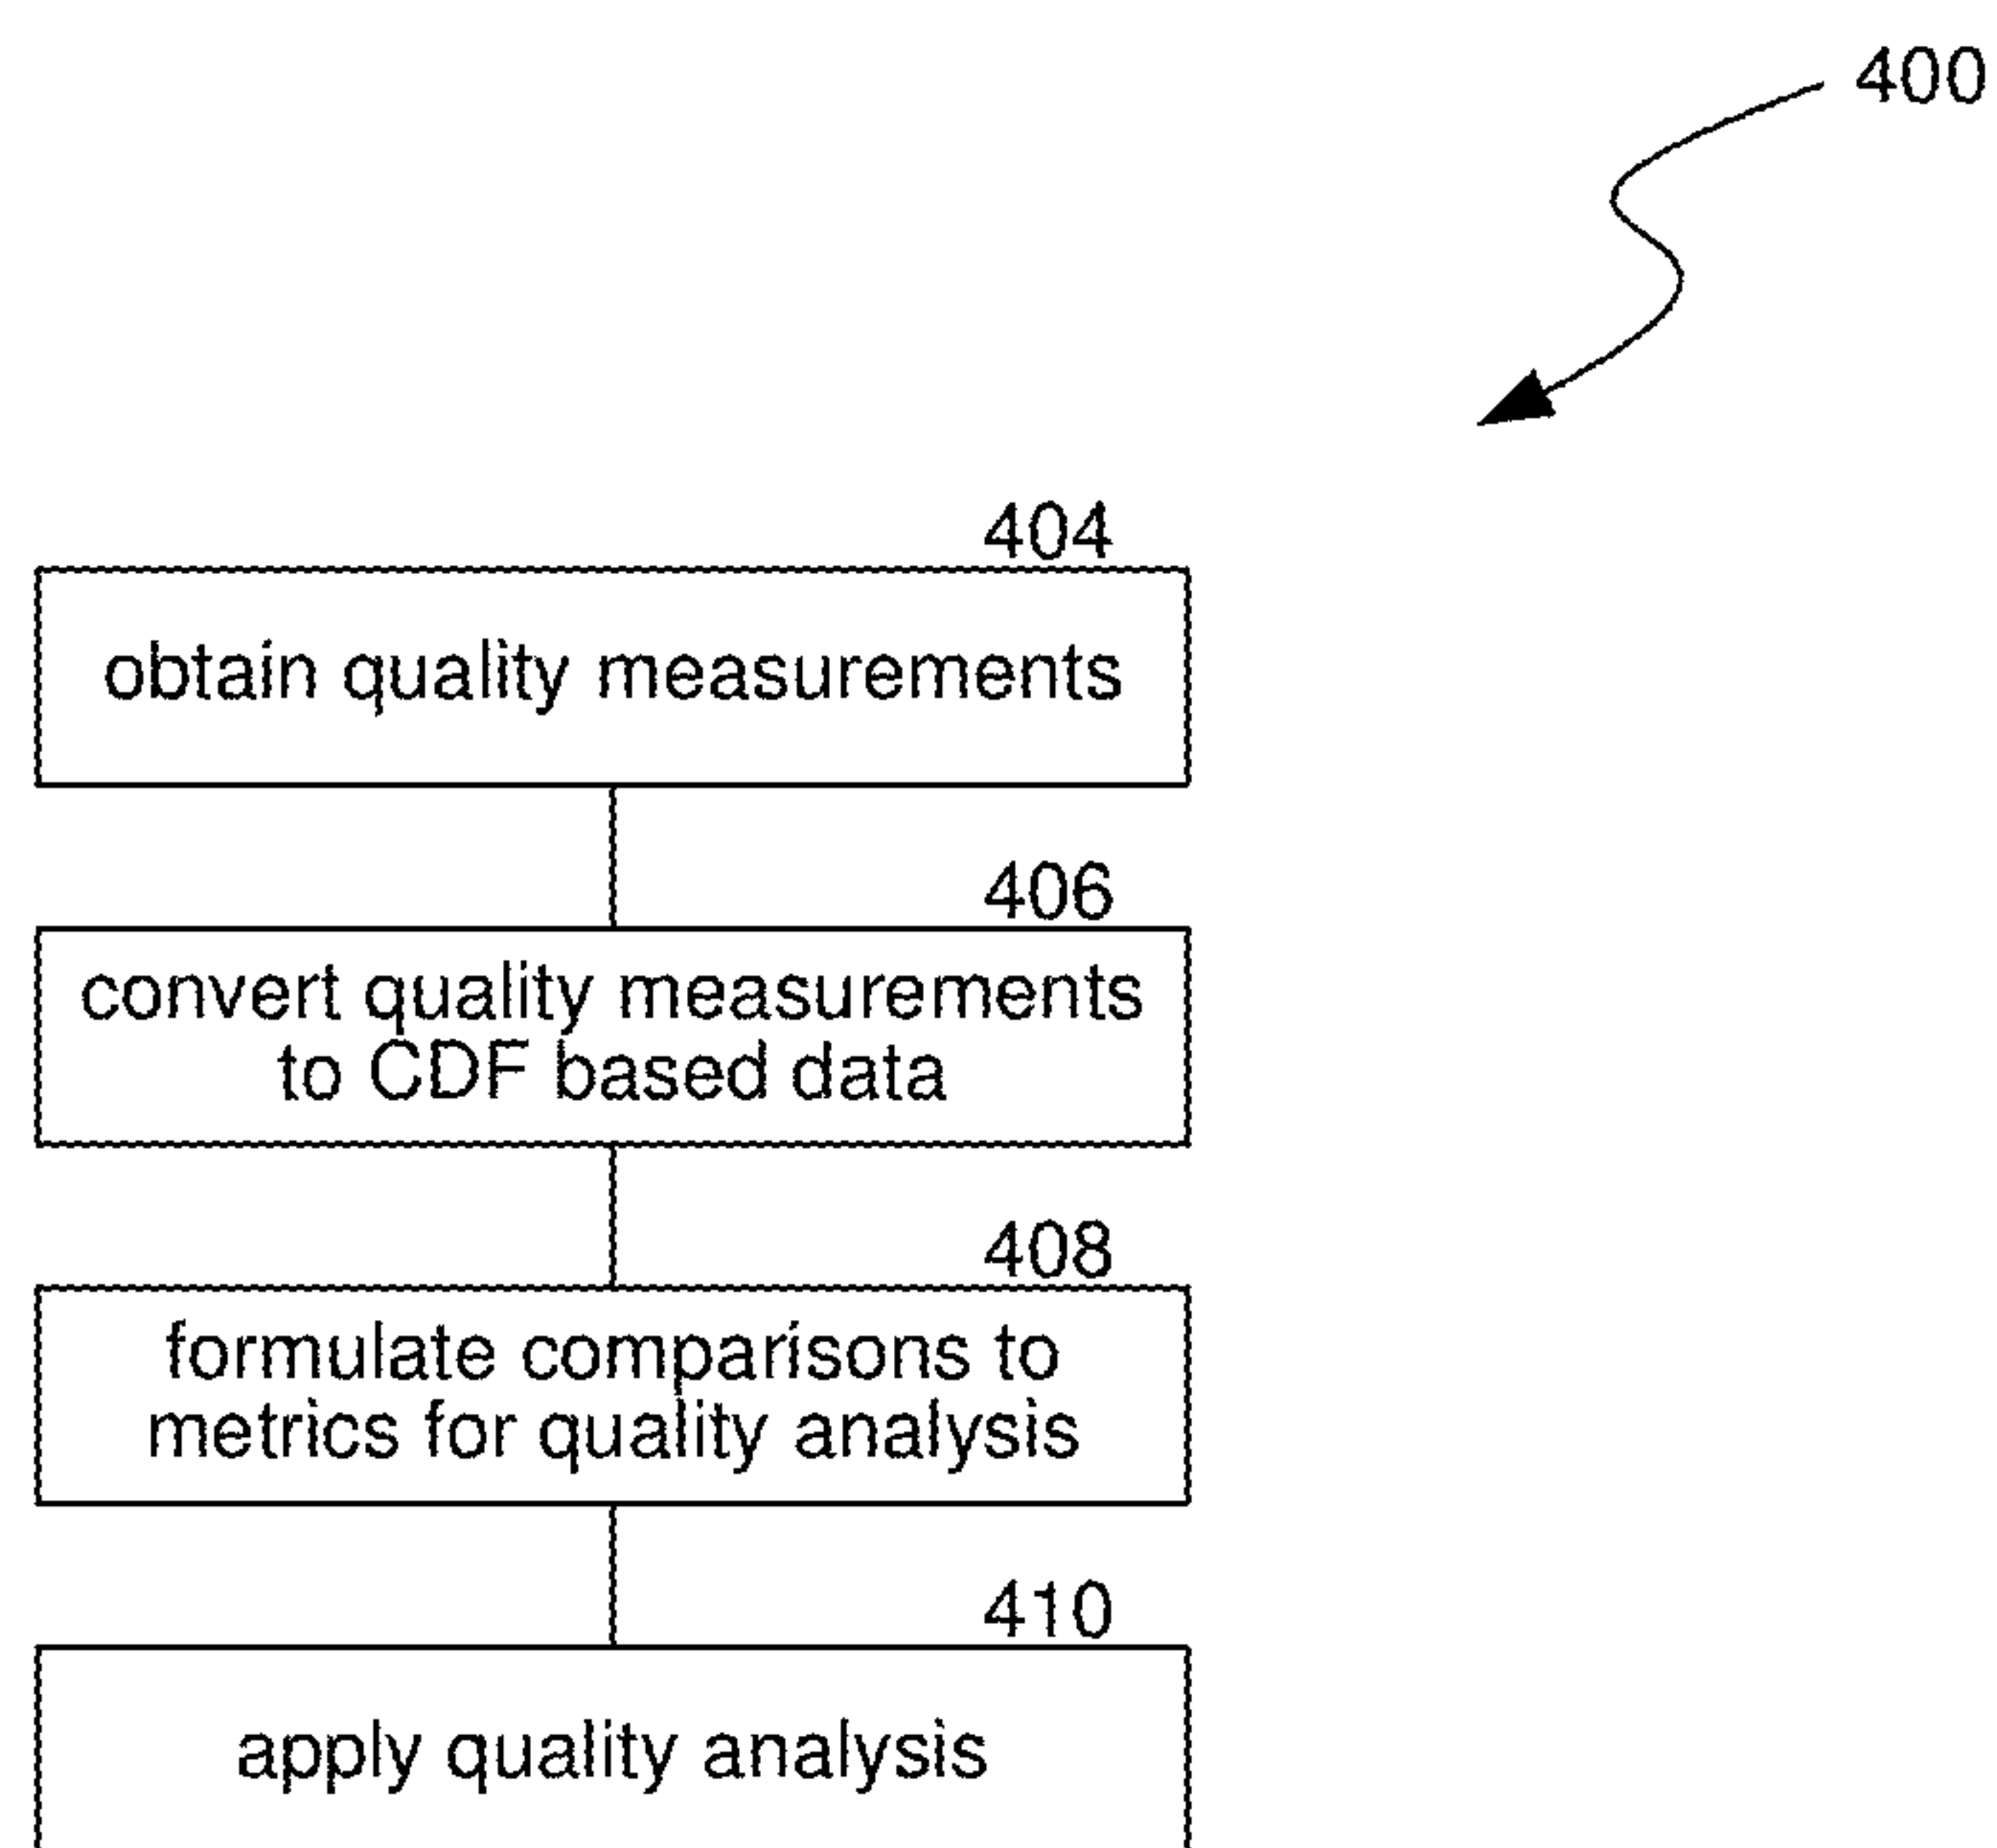 400
404
obtain quality measurements
406
convert quality measurements
to CDF based data
408
formulate comparisons to
metrics for quality analysis
410
apply quality analysis